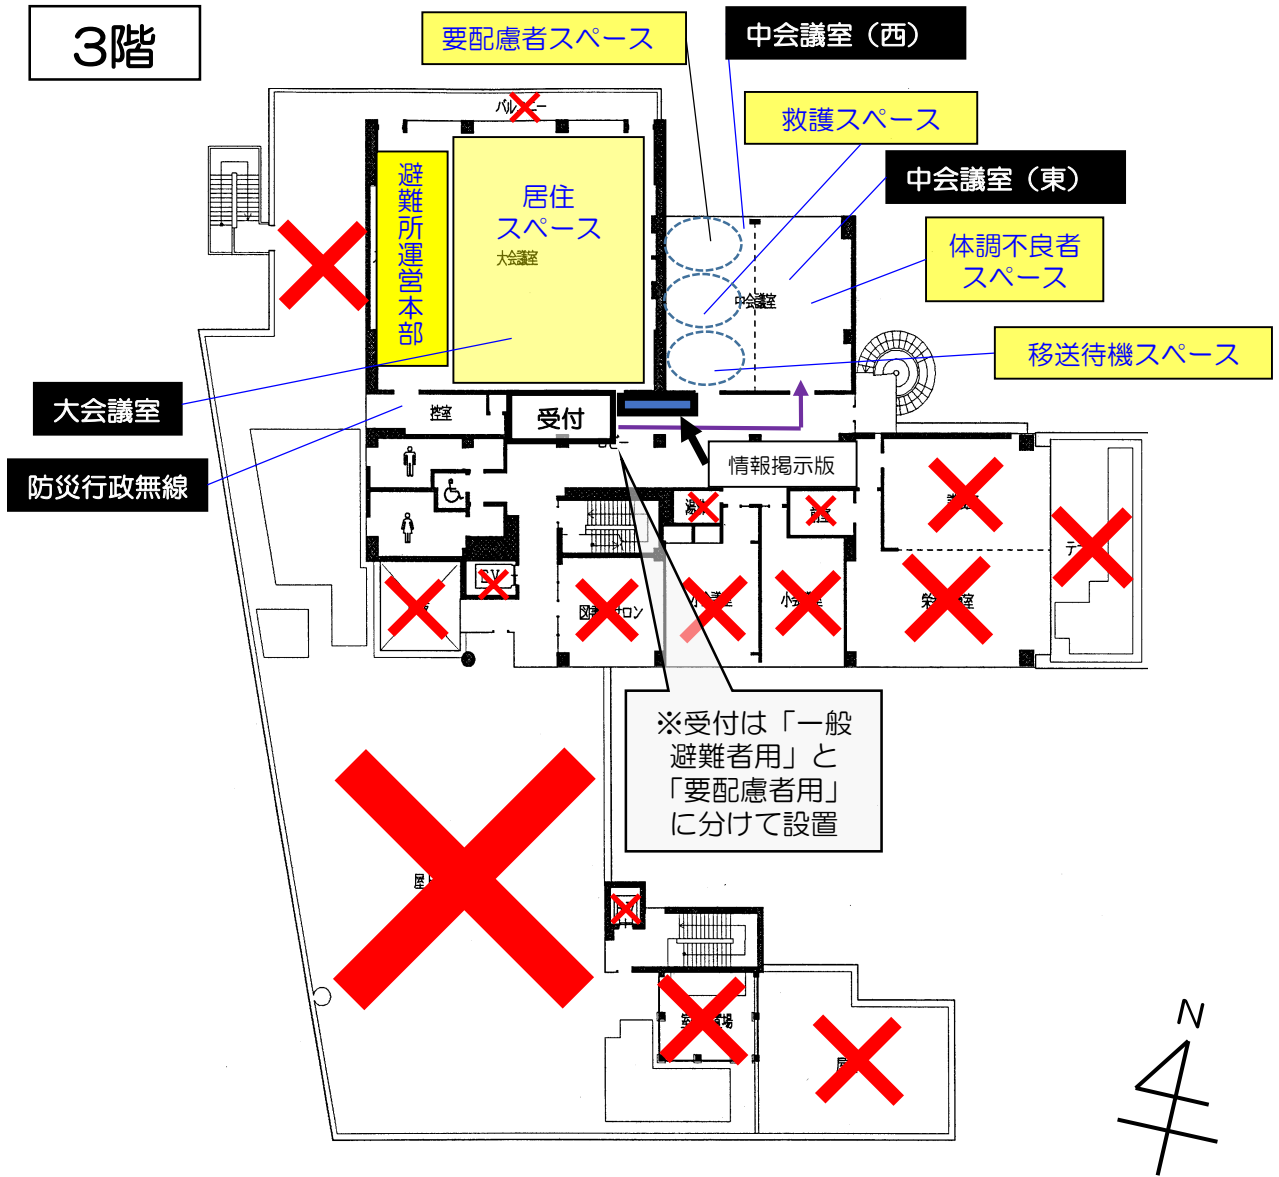 3階
要配慮者スペース
中会議室（西）
救護スペース
中会議室（東）
避難所運営本部
居住
スペース
大会議室
体調不良者
スペース
中会議室
移送待機スペース
大会議室
控室
受付
防災行政無線
情報掲示版
※受付は「一般
避難者用」と
「要配慮者用」
に分けて設置
N